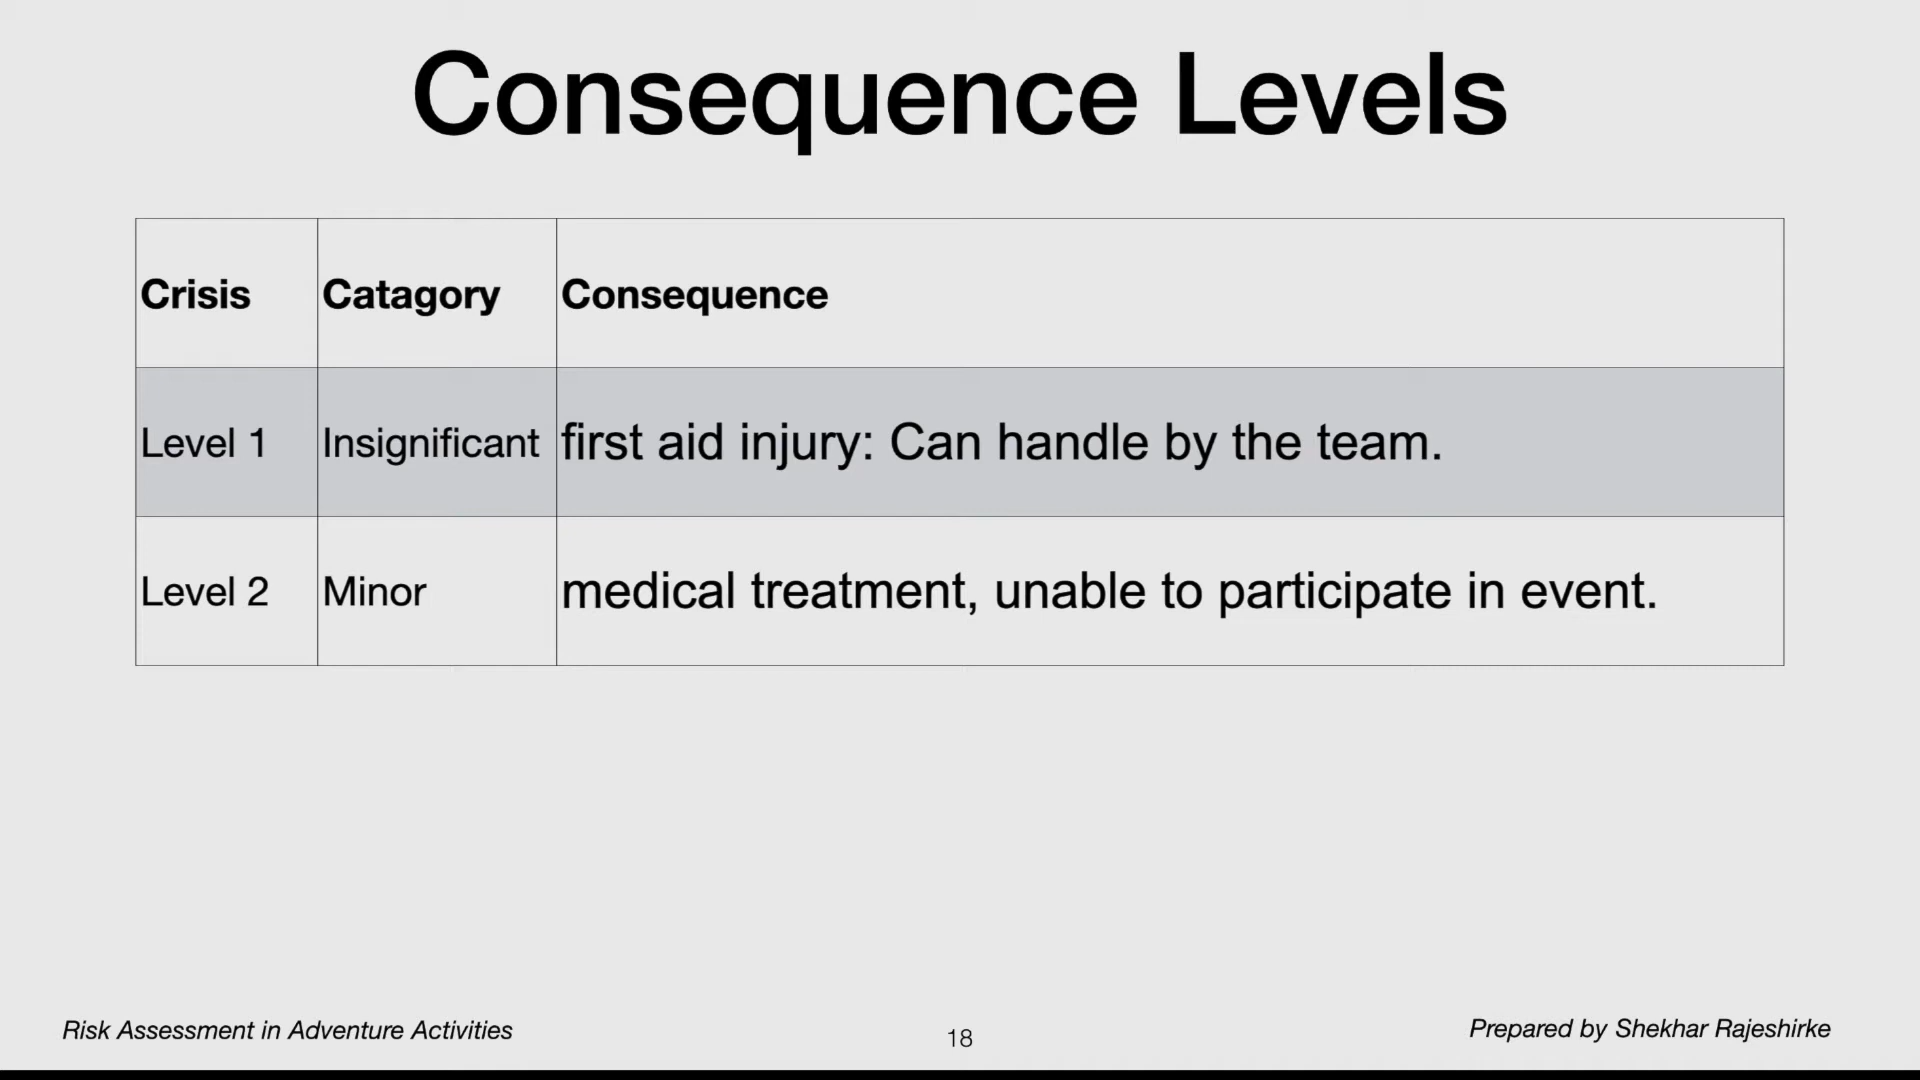 Consequence Levels
Crisis Catagory Consequence
Level 1 Insignificant first aid injury: Can handle by the team.
Level 2 Minor medical treatment, unable to participate in event.
Risk Assessment in Adventure Activities 18 Prepared by Shekhar Rajeshirke